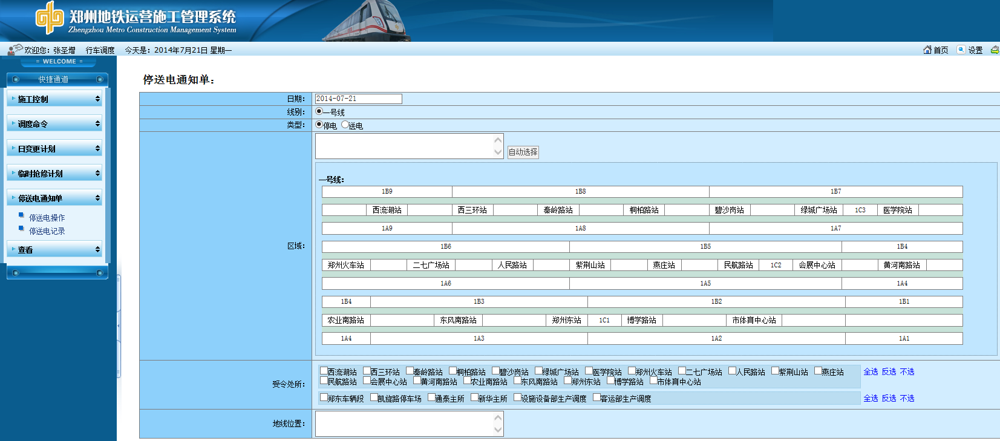 郑州地铁运营施工管理系统
Zhengzhou Metro Construction Management System
欢迎您：张圣增 行车调度 今天是：2014年7月21日 星期一 首页 设置
= WELCOME =
快捷通道
施工控制
调度命令
日变更计划
临时抢修计划
停送电通知单
停送电操作
停送电记录
查看
停送电通知单：
日期： 2014-07-21
线别： 一号线
类型： 停电 送电
区域：
自动选择
一号线：
1B9 1B8 1B7
西流湖站 西三环站 秦岭路站 桐柏路站 碧沙岗站 绿城广场站 1C3 医学院站
1A9 1A8 1A7
1B6 1B5 1B4
郑州火车站 二七广场站 人民路站 紫荆山站 燕庄站 民航路站 1C2 会展中心站 黄河南路站
1A6 1A5 1A4
1B4 1B3 1B2 1B1
农业南路站 东风南路站 郑州东站 1C1 博学路站 市体育中心站
1A4 1A3 1A2 1A1
受令处所：
西流湖站 西三环站 秦岭路站 桐柏路站 碧沙岗站 绿城广场站 医学院站 郑州火车站 二七广场站 人民路站 紫荆山站 燕庄站 全选 反选 不选
民航路站 会展中心站 黄河南路站 农业南路站 东风南路站 郑州东站 博学路站 市体育中心站
郑东车辆段 凯旋路停车场 通泰主所 新华主所 设施设备部生产调度 客运部生产调度 全选 反选 不选
地线位置：